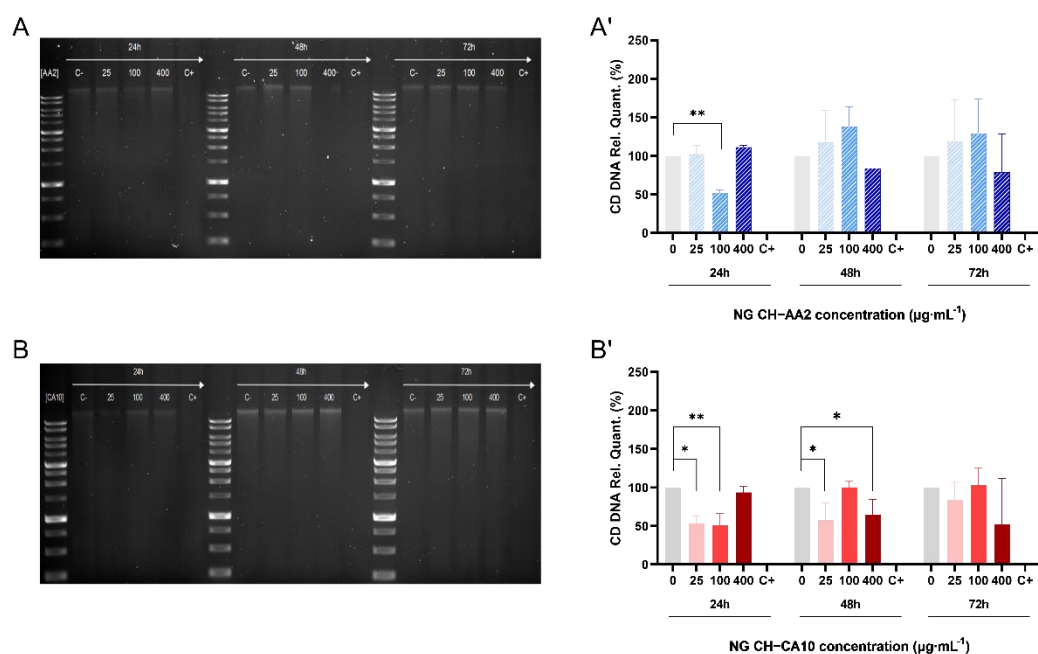 A
24h 48h 72h
[AA2] C- 25 100 400 C+ C- 25 100 400- C+ C- 25 100 400 C+
A'
CD DNA Rel. Quant. (%)
250
200
150
100
50
0
**
0 25 100 400 C+ 0 25 100 400 C+ 0 25 100 400 C+
24h 48h 72h
NG CH–AA2 concentration (µg·mL⁻¹)
B
24h 48h 72h
[CA10] C- 25 100 400 C+ C- 25 100 400 C+ C- 25 100 400 C+
B'
CD DNA Rel. Quant. (%)
250
200
150
100
50
0
** *
* *
0 25 100 400 C+ 0 25 100 400 C+ 0 25 100 400 C+
24h 48h 72h
NG CH–CA10 concentration (µg·mL⁻¹)